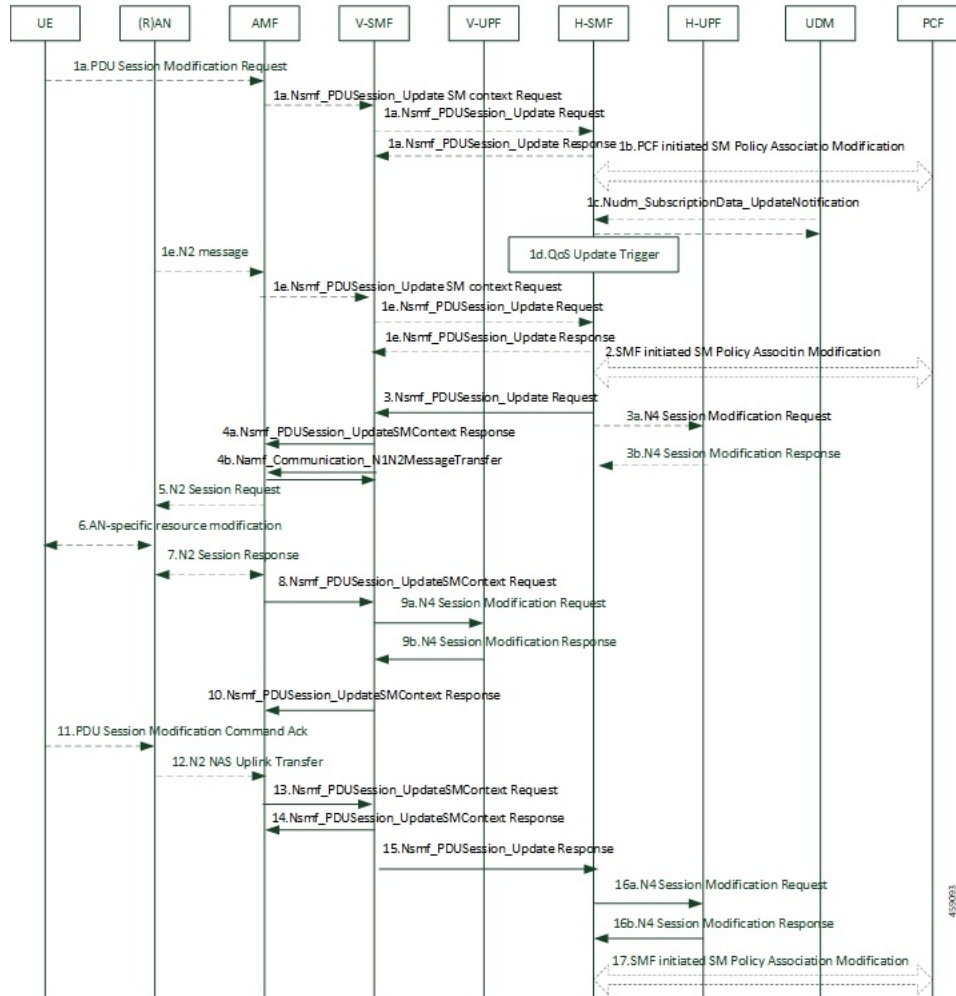 UE (R)AN AMF V-SMF V-UPF H-SMF H-UPF UDM PCF
1a.PDU Session Modification Request
1a.Nsmf_PDUSession_Update SM context Request
1a.Nsmf_PDUSession_Update Request
1a.Nsmf_PDUSession_Update Response
1b.PCF initiated SM Policy Associatio Modification
1c.Nudm_SubscriptionData_UpdateNotification
1d.QoS Update Trigger
1e.N2 message
1e.Nsmf_PDUSession_Update SM context Request
1e.Nsmf_PDUSession_Update Request
1e.Nsmf_PDUSession_Update Response
2.SMF initiated SM Policy Associtin Modification
3.Nsmf_PDUSession_Update Request
3a.N4 Session Modification Request
4a.Nsmf_PDUSession_UpdateSMContext Response
4b.Namf_Communication_N1N2MessageTransfer
3b.N4 Session Modification Response
5.N2 Session Request
6.AN-specific resource modification
7.N2 Session Response
8.Nsmf_PDUSession_UpdateSMContext Request
9a.N4 Session Modification Request
9b.N4 Session Modification Response
10.Nsmf_PDUSession_UpdateSMContext Response
11.PDU Session Modification Command Ack
12.N2 NAS Uplink Transfer
13.Nsmf_PDUSession_UpdateSMContext Request
14.Nsmf_PDUSession_UpdateSMContext Response
15.Nsmf_PDUSession_Update Response
16a.N4 Session Modification Request
16b.N4 Session Modification Response
17.SMF initiated SM Policy Association Modification
459093